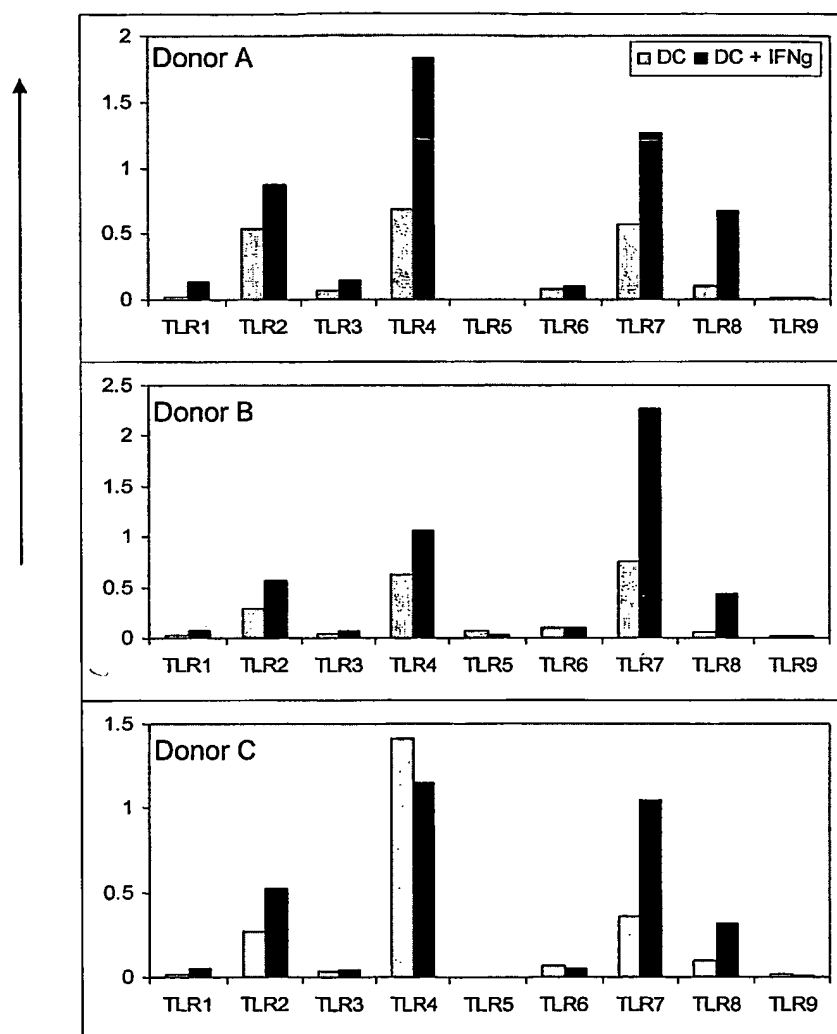 2
Donor A
DC DC + IFNg
1.5
1
0.5
0
TLR1 TLR2 TLR3 TLR4 TLR5 TLR6 TLR7 TLR8 TLR9
2.5
Donor B
2
1.5
1
0.5
0
TLR1 TLR2 TLR3 TLR4 TLR5 TLR6 TLR7 TLR8 TLR9
1.5
Donor C
1
0.5
0
TLR1 TLR2 TLR3 TLR4 TLR5 TLR6 TLR7 TLR8 TLR9